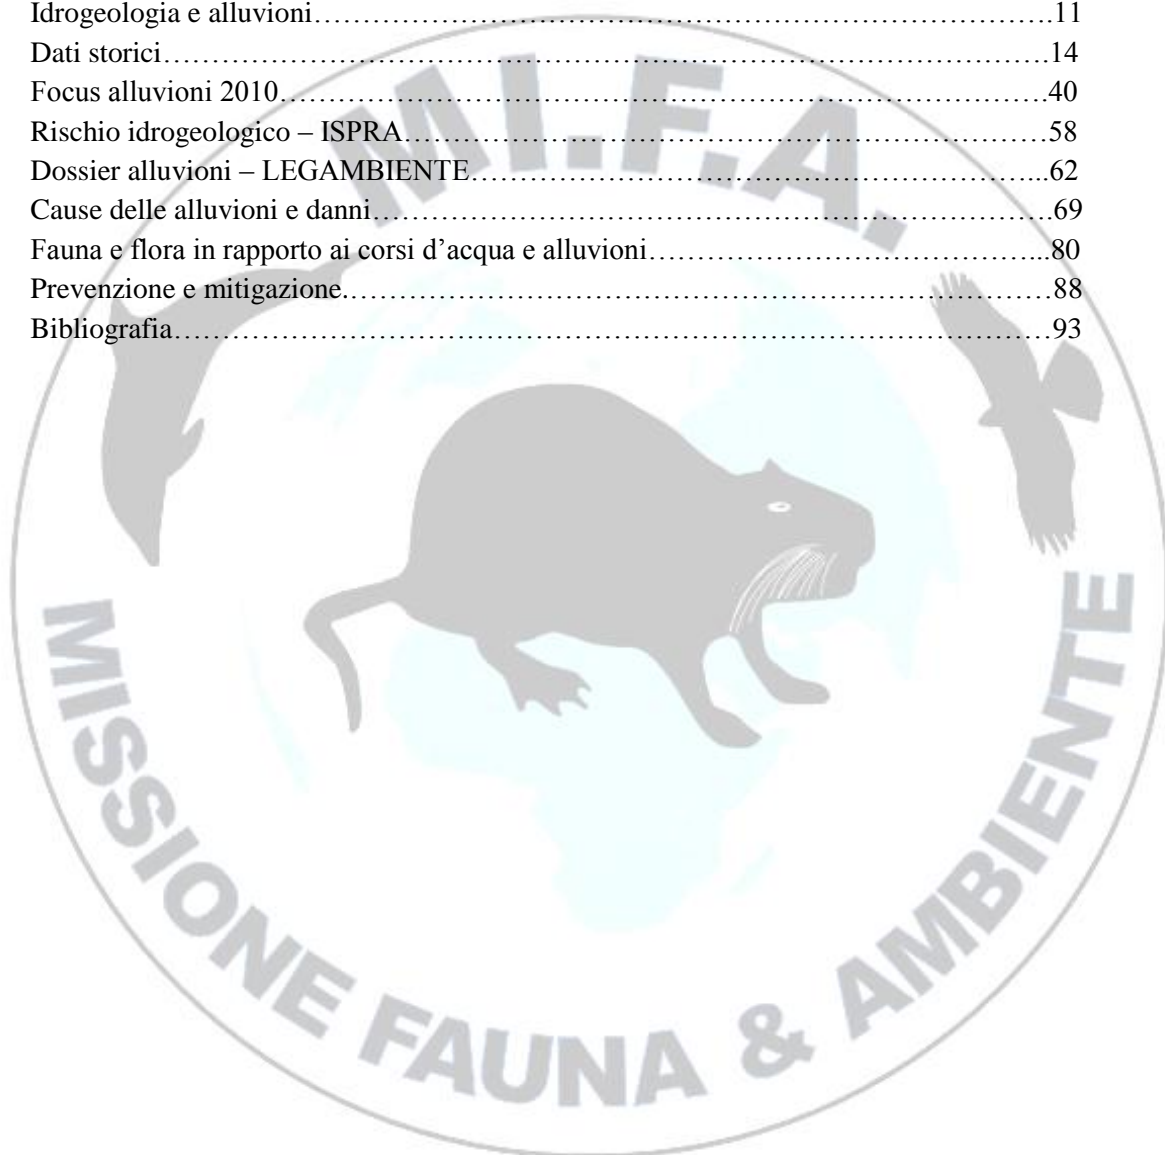 Idrogeologia e alluvioni……………………………………………………………………………….11
Dati storici……………………………………………………………………………………………….14
Focus alluvioni 2010…………………………………………………………………………………….40
Rischio idrogeologico – ISPRA………………………………………………………………………58
Dossier alluvioni – LEGAMBIENTE………………………………………………………………...62
Cause delle alluvioni e danni…………………………………………………………………………69
Fauna e flora in rapporto ai corsi d’acqua e alluvioni…………………………………………...80
Prevenzione e mitigazione.……………………………………………………………………………88
Bibliografia………………………………………………………………………………………………93
MI.F.A.
MISSIONE FAUNA & AMBIENTE